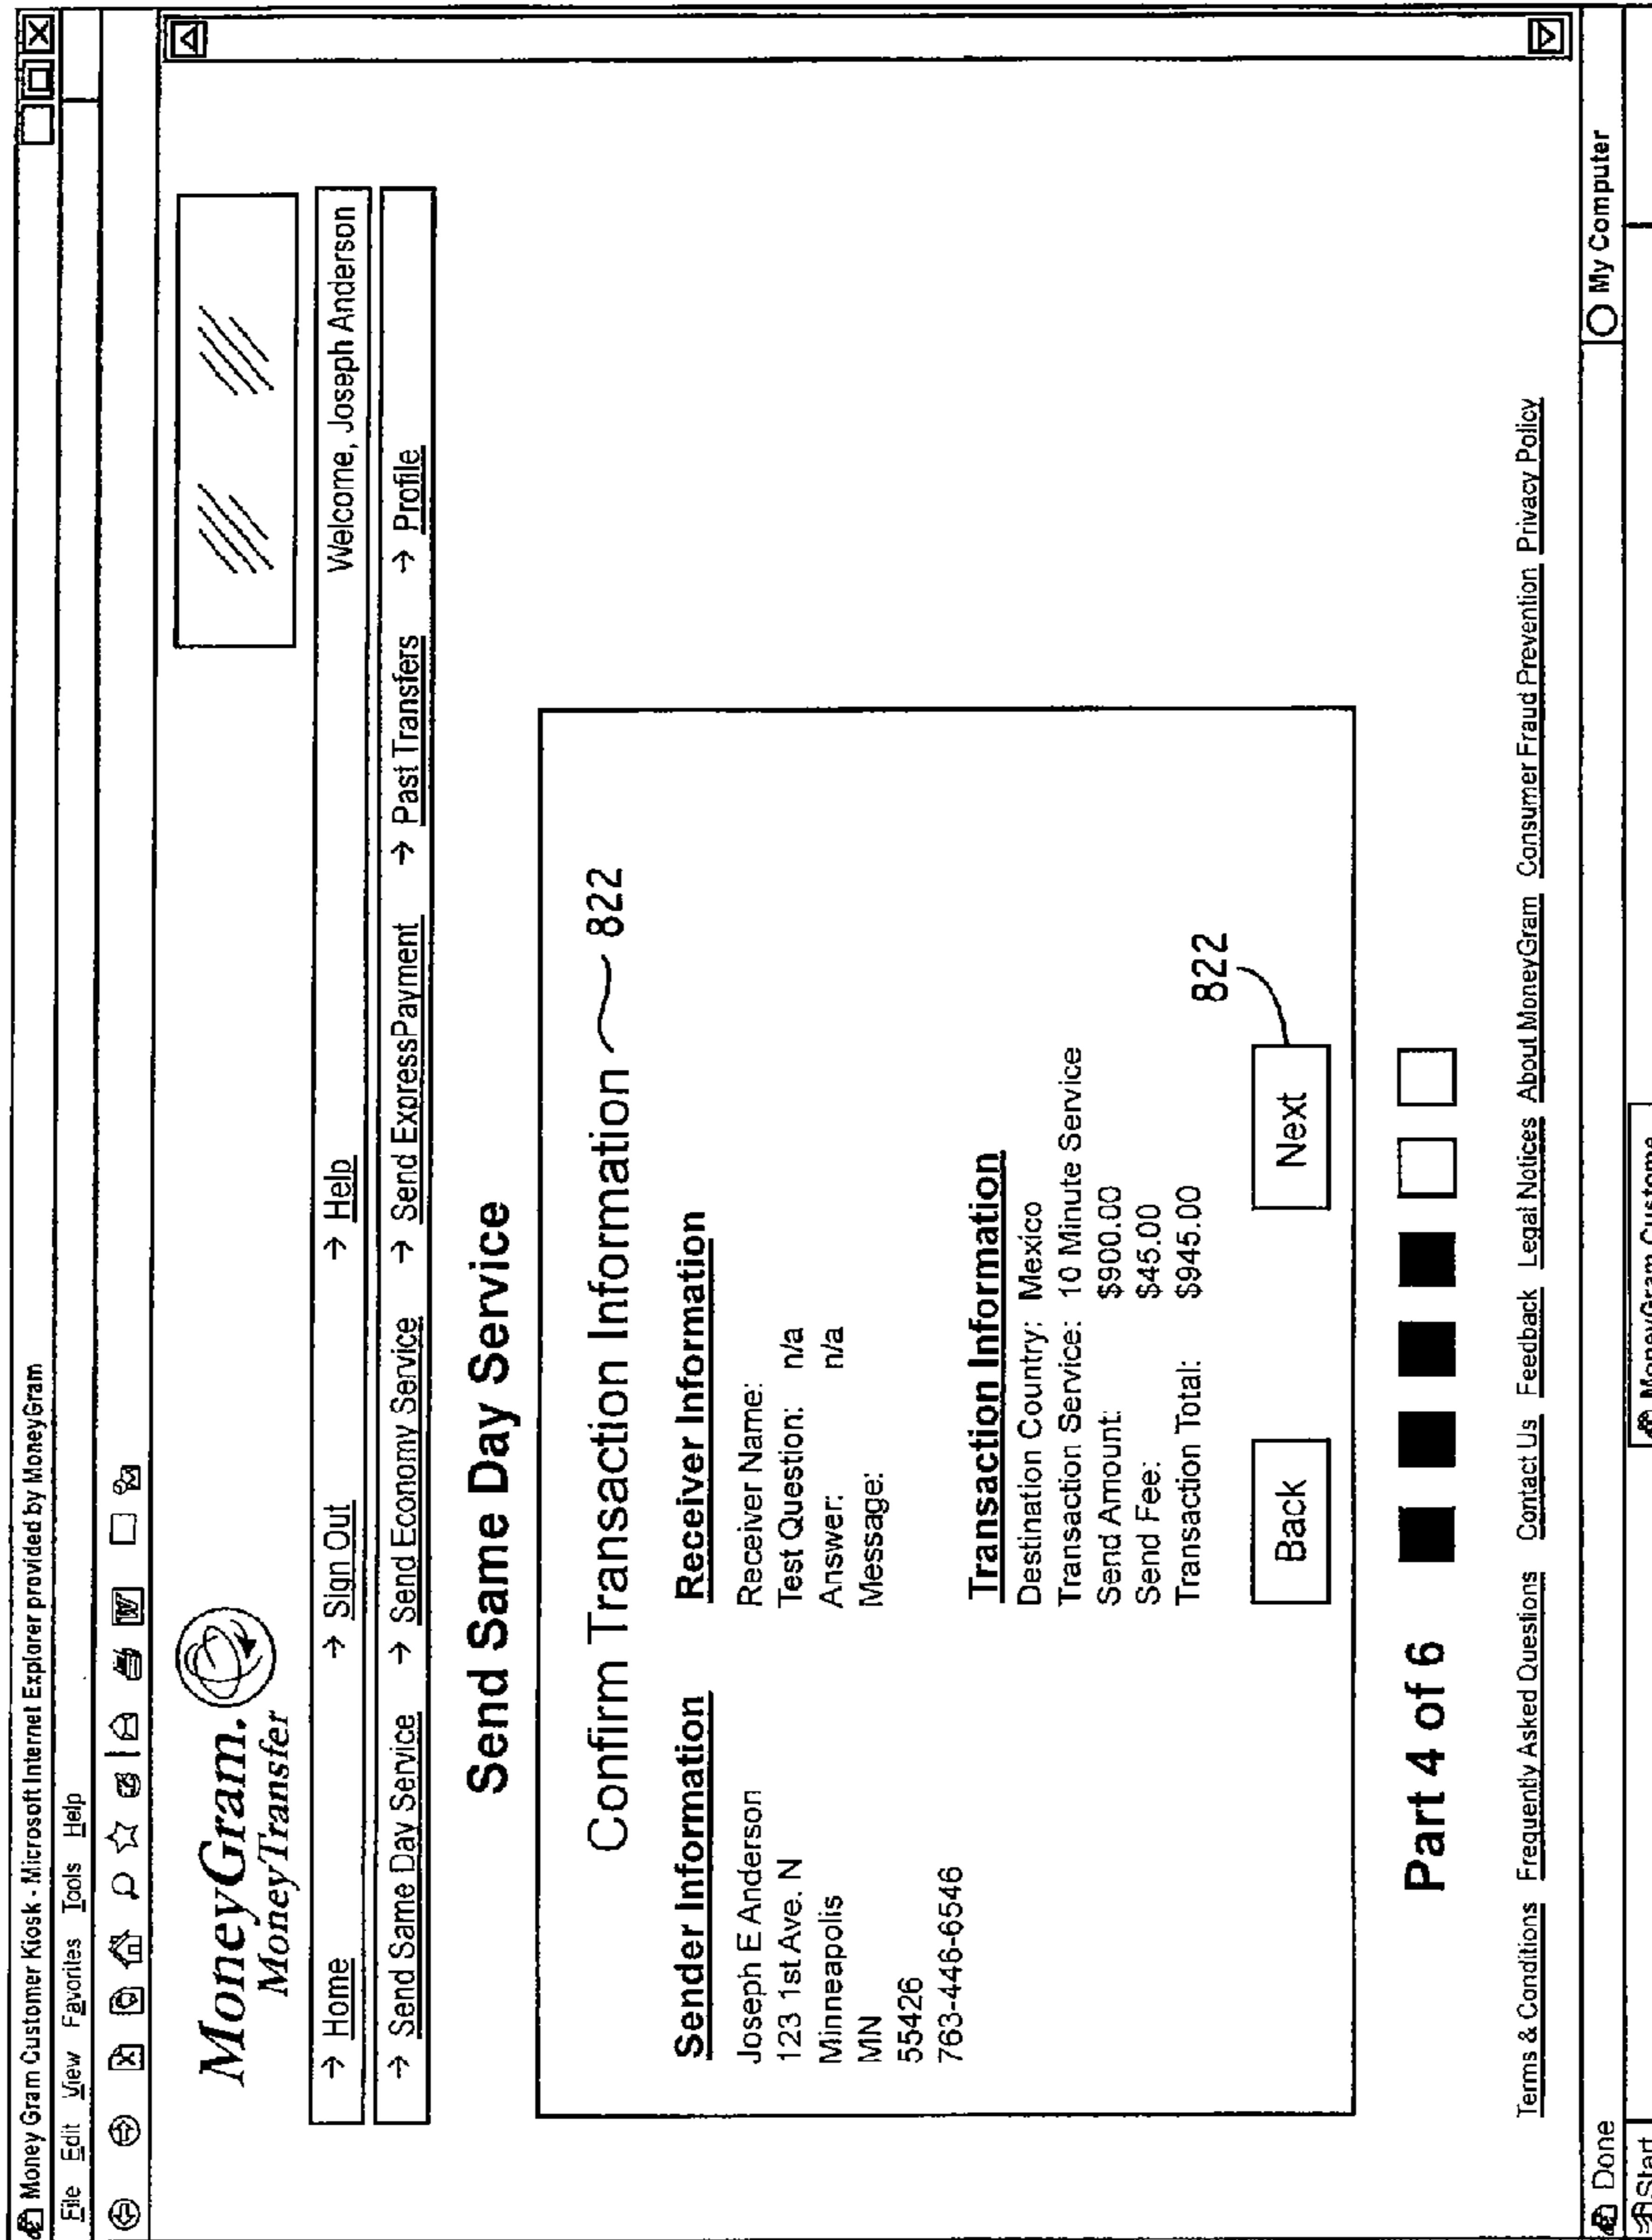 Money Gram Customer Kiosk - Microsoft Internet Explorer provided by MoneyGram
File Edit View Favorites Tools Help
W
MoneyGram.
MoneyTransfer
→ Home → Sign Out → Help Welcome, Joseph Anderson
→ Send Same Day Service → Send Economy Service → Send ExpressPayment → Past Transfers → Profile
Send Same Day Service
Confirm Transaction Information 822
Sender Information
Joseph E Anderson
123 1st Ave. N
Minneapolis
MN
55426
763-446-6546
Receiver Information
Receiver Name:
Test Question: n/a
Answer: n/a
Message:
Transaction Information
Destination Country: Mexico
Transaction Service: 10 Minute Service
Send Amount: $900.00
Send Fee: $45.00
Transaction Total: $945.00
822
Back Next
Part 4 of 6
Terms & Conditions Frequently Asked Questions Contact Us Feedback Legal Notices About MoneyGram Consumer Fraud Prevention Privacy Policy
Done My Computer
Start MoneyGram Custome